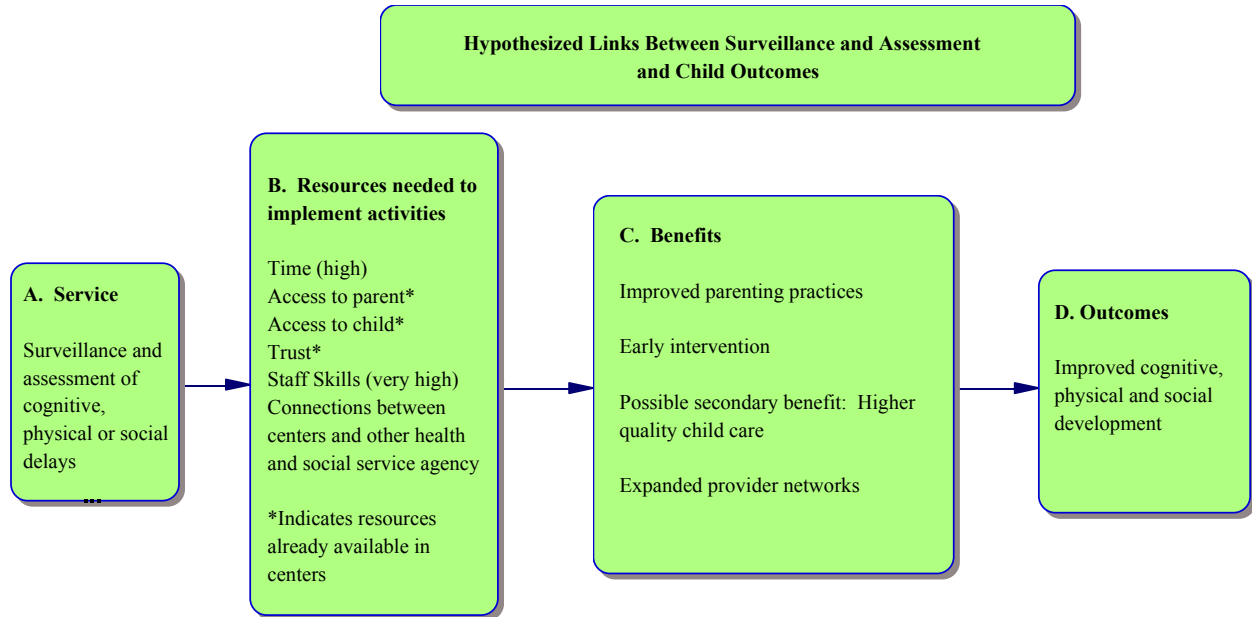 Hypothesized Links Between Surveillance and Assessment
and Child Outcomes
A.  Service
Surveillance and
assessment of
cognitive,
physical or social
delays
...
B.  Resources needed to
implement activities
Time (high)
Access to parent*
Access to child*
Trust*
Staff Skills (very high)
Connections between
centers and other health
and social service agency
*Indicates resources
already available in
centers
C.  Benefits
Improved parenting practices
Early intervention
Possible secondary benefit:  Higher
quality child care
Expanded provider networks
D. Outcomes
Improved cognitive,
physical and social
development